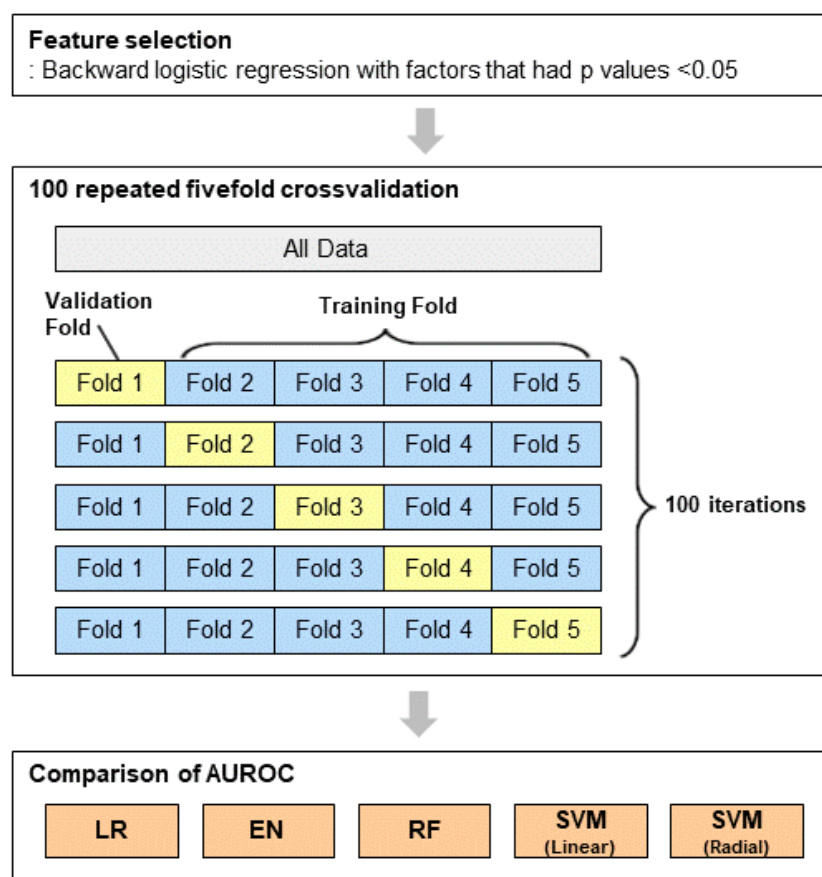 Feature selection
: Backward logistic regression with factors that had p values <0.05
100 repeated fivefold crossvalidation
All Data
Validation
Fold
Training Fold
Fold 1 Fold 2 Fold 3 Fold 4 Fold 5
Fold 1 Fold 2 Fold 3 Fold 4 Fold 5
Fold 1 Fold 2 Fold 3 Fold 4 Fold 5
Fold 1 Fold 2 Fold 3 Fold 4 Fold 5
Fold 1 Fold 2 Fold 3 Fold 4 Fold 5
100 iterations
Comparison of AUROC
LR
EN
RF
SVM
(Linear)
SVM
(Radial)